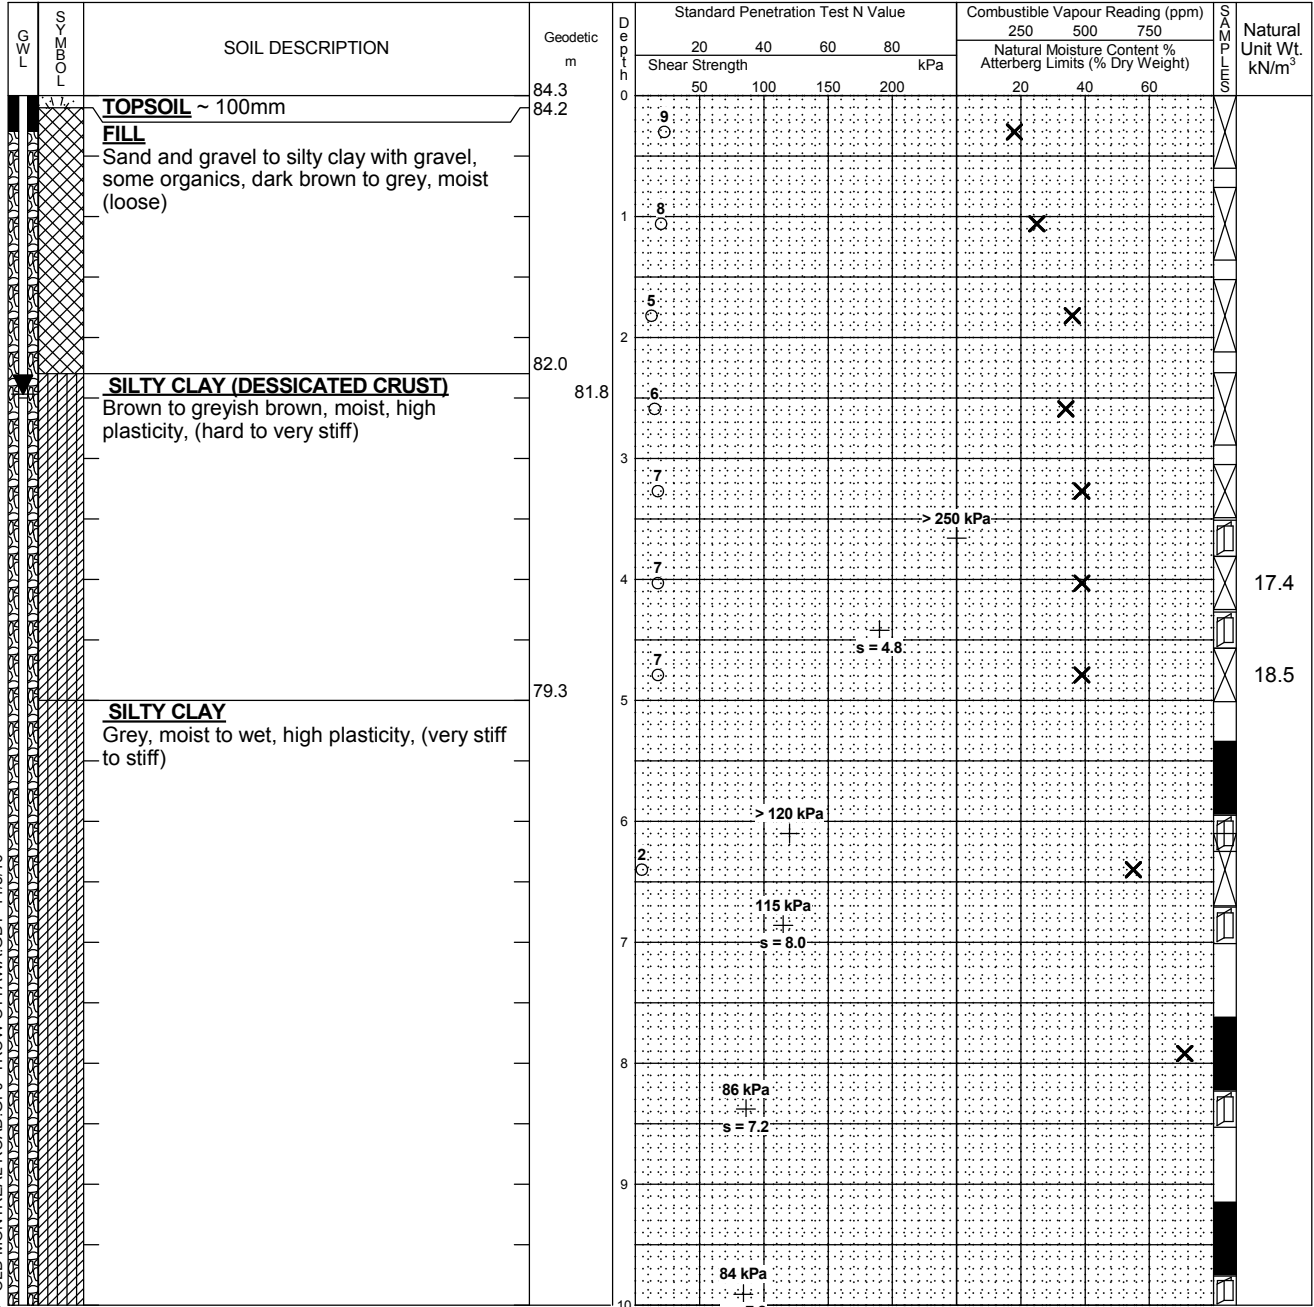 GWL
SYMBOL
SOIL DESCRIPTION
Geodetic
m
Depth
Standard Penetration Test N Value
20 40 60 80
Shear Strength kPa
50 100 150 200
Combustible Vapour Reading (ppm)
250 500 750
Natural Moisture Content %
Atterberg Limits (% Dry Weight)
20 40 60
SAMPLES
Natural
Unit Wt.
kN/m³
84.3
0
TOPSOIL ~ 100mm
84.2
FILL
Sand and gravel to silty clay with gravel,
some organics, dark brown to grey, moist
(loose)
9
8
1
5
2
82.0
SILTY CLAY (DESSICATED CRUST)
81.8
Brown to greyish brown, moist, high
plasticity, (hard to very stiff)
6
3
7
> 250 kPa
7
4
17.4
s = 4.8
7
18.5
79.3
5
SILTY CLAY
Grey, moist to wet, high plasticity, (very stiff
to stiff)
> 120 kPa
6
2
115 kPa
7
s = 8.0
8
86 kPa
s = 7.2
9
84 kPa
10